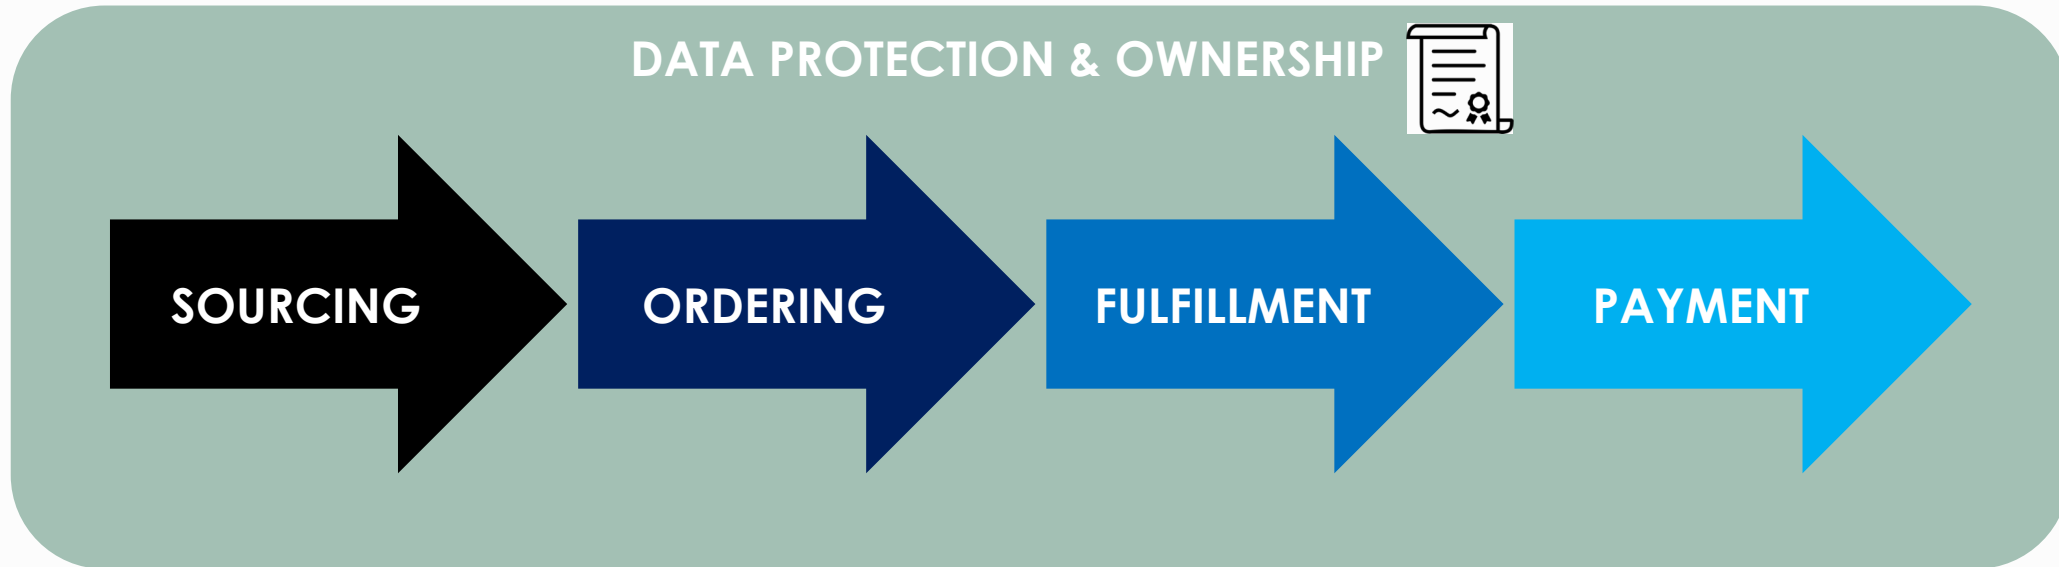 DATA PROTECTION & OWNERSHIP
SOURCING
ORDERING
FULFILLMENT
PAYMENT